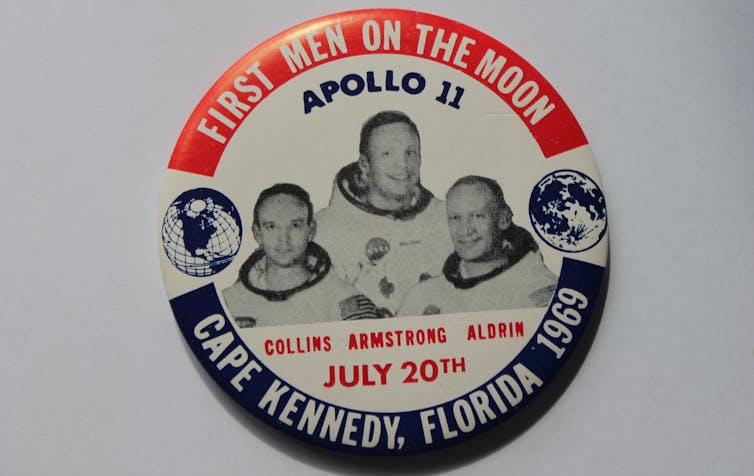 FIRST MEN ON THE MOON
APOLLO 11
COLLINS ARMSTRONG ALDRIN
JULY 20TH
CAPE KENNEDY, FLORIDA 1969